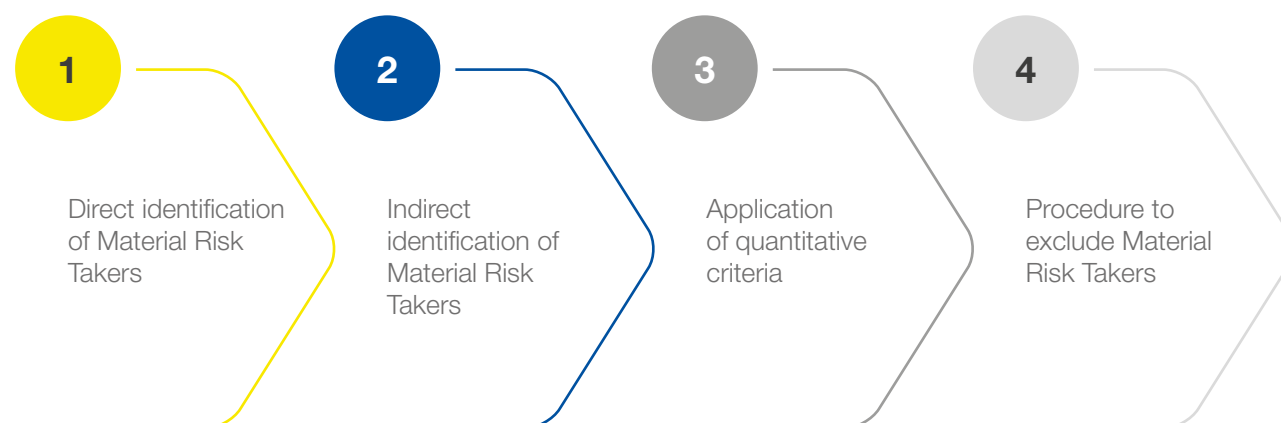 1
Direct identification
of Material Risk
Takers
2
Indirect
identification of
Material Risk
Takers
3
Application
of quantitative
criteria
4
Procedure to
exclude Material
Risk Takers